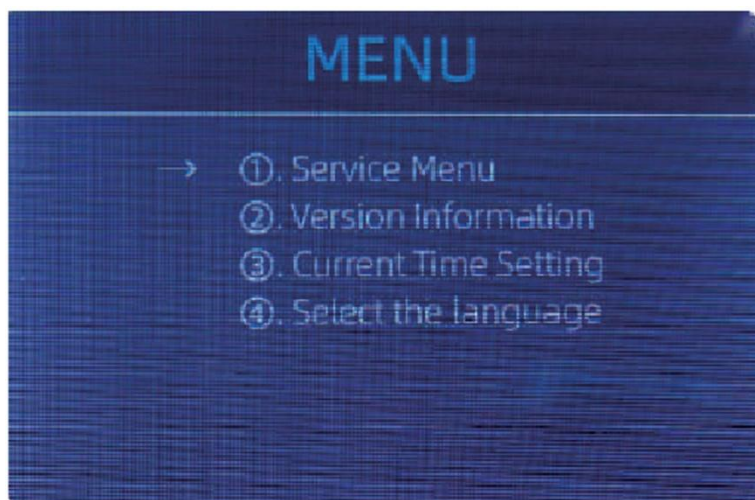 MENU
→ ①. Service Menu
②. Version Information
③. Current Time Setting
④. Select the language